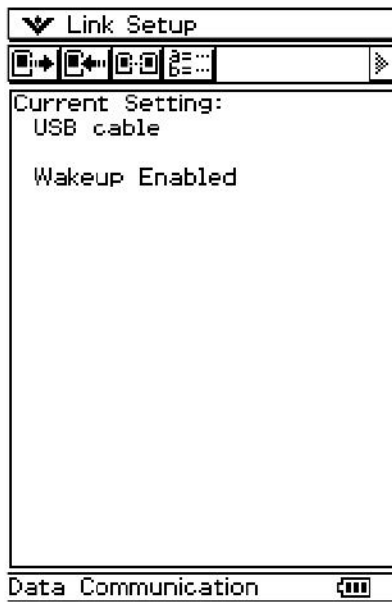 Link Setup
Current Setting:
USB cable
Wakeup Enabled
Data Communication